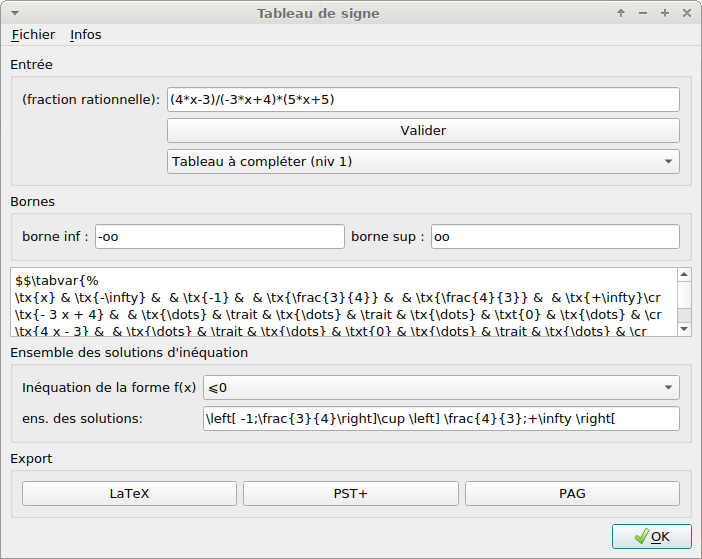 Tableau de signe
Fichier Infos
Entrée
(fraction rationnelle): (4*x-3)/(-3*x+4)*(5*x+5)
Valider
Tableau à compléter (niv 1)
Bornes
borne inf : -oo borne sup : oo
$$\tabvar{%
\tx{x} & \tx{-\infty} &  & \tx{-1} &  & \tx{\frac{3}{4}} &  & \tx{\frac{4}{3}} &  & \tx{+\infty}\cr
\tx{- 3 x + 4} &  & \tx{\dots} & \trait & \tx{\dots} & \trait & \tx{\dots} & \txt{0} & \tx{\dots} & \cr
\tx{4 x - 3} &  & \tx{\dots} & \trait & \tx{\dots} & \txt{0} & \tx{\dots} & \trait & \tx{\dots} & \cr
Ensemble des solutions d'inéquation
Inéquation de la forme f(x) ⩽0
ens. des solutions: \left[ -1;\frac{3}{4}\right]\cup \left] \frac{4}{3};+\infty \right[
Export
LaTeX PST+ PAG
OK